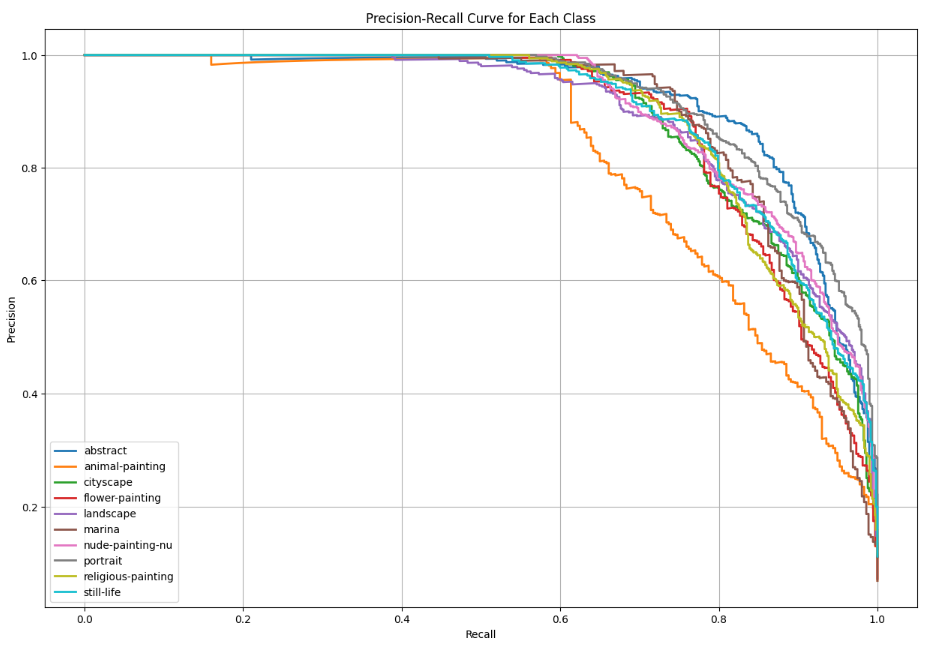 Precision-Recall Curve for Each Class
Precision
1.0
0.8
0.6
0.4
0.2
abstract
animal-painting
cityscape
flower-painting
landscape
marina
nude-painting-nu
portrait
religious-painting
still-life
0.0 0.2 0.4 0.6 0.8 1.0
Recall